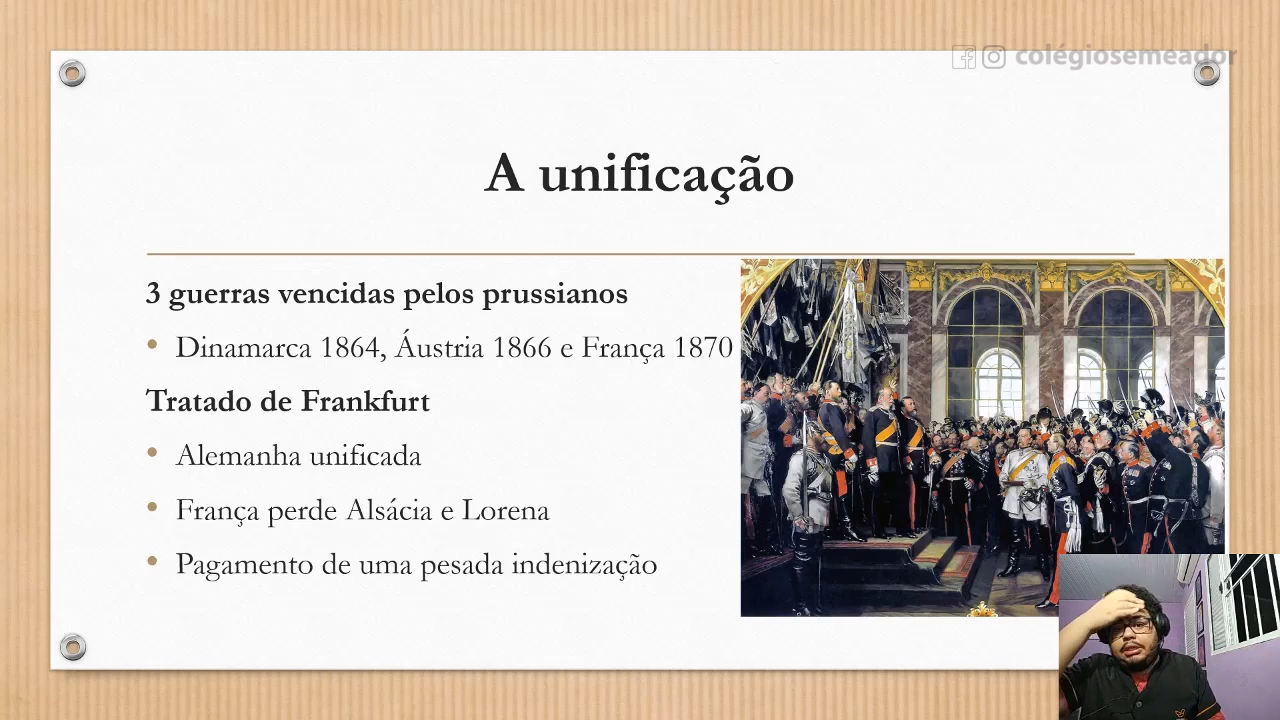 colégiosemeador
A unificação
3 guerras vencidas pelos prussianos
• Dinamarca 1864, Áustria 1866 e França 1870
Tratado de Frankfurt
• Alemanha unificada
• França perde Alsácia e Lorena
• Pagamento de uma pesada indenização